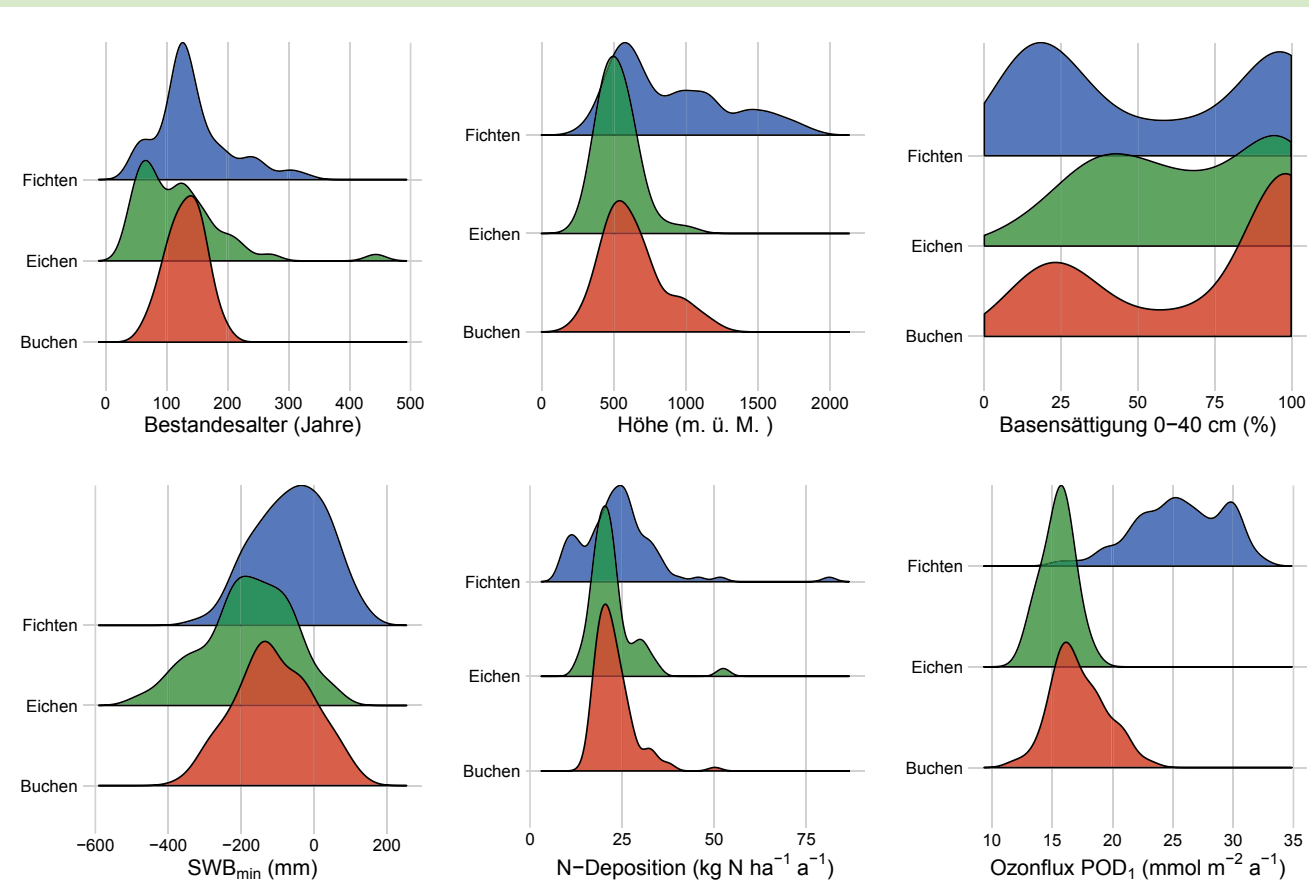 Fichten
Eichen
Buchen
0 100 200 300 400 500
Bestandesalter (Jahre)
Fichten
Eichen
Buchen
0 500 1000 1500 2000
Höhe (m. ü. M. )
Fichten
Eichen
Buchen
0 25 50 75 100
Basensättigung 0−40 cm (%)
Fichten
Eichen
Buchen
−600 −400 −200 0 200
SWBmin (mm)
Fichten
Eichen
Buchen
0 25 50 75
N−Deposition (kg N ha⁻¹ a⁻¹)
Fichten
Eichen
Buchen
10 15 20 25 30 35
Ozonflux POD₁ (mmol m⁻² a⁻¹)